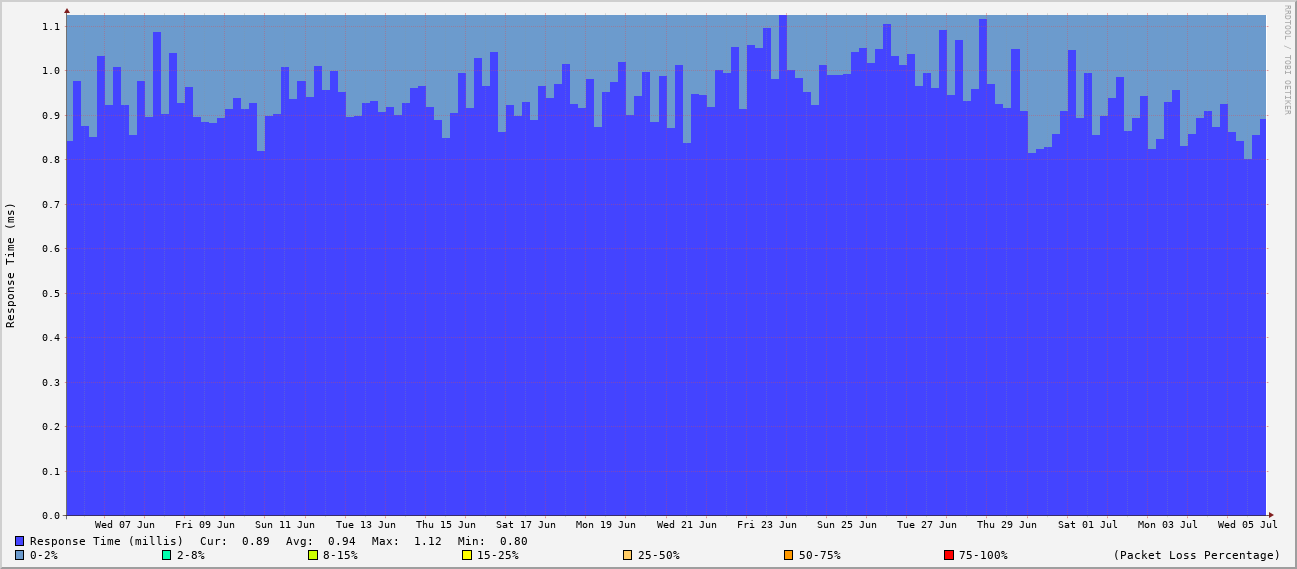 RRDTOOL / TOBI OETIKER
Response Time (ms)
1.1
1.0
0.9
0.8
0.7
0.6
0.5
0.4
0.3
0.2
0.1
0.0
Wed 07 Jun Fri 09 Jun Sun 11 Jun Tue 13 Jun Thu 15 Jun Sat 17 Jun Mon 19 Jun Wed 21 Jun Fri 23 Jun Sun 25 Jun Tue 27 Jun Thu 29 Jun Sat 01 Jul Mon 03 Jul Wed 05 Jul
Response Time (millis) Cur: 0.89 Avg: 0.94 Max: 1.12 Min: 0.80
0-2% 2-8% 8-15% 15-25% 25-50% 50-75% 75-100% (Packet Loss Percentage)